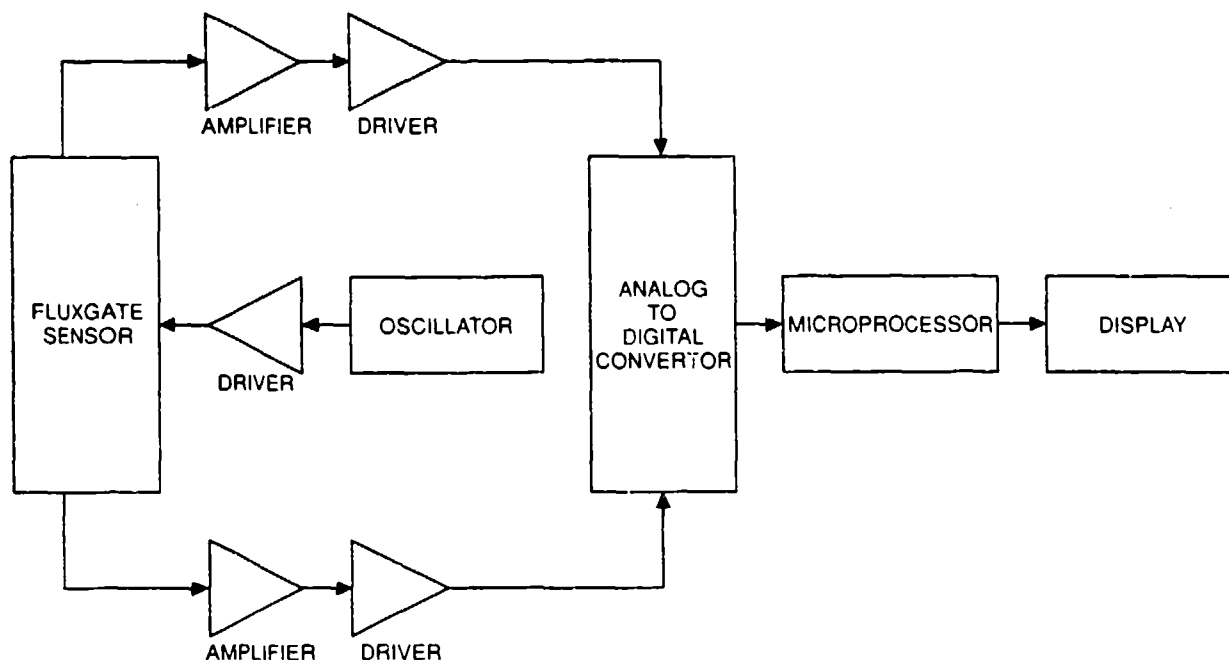 AMPLIFIER
DRIVER
FLUXGATE
SENSOR
DRIVER
OSCILLATOR
ANALOG
TO
DIGITAL
CONVERTOR
MICROPROCESSOR
DISPLAY
AMPLIFIER
DRIVER